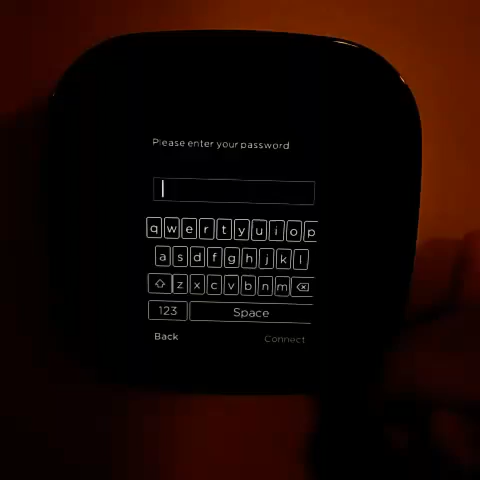 Please enter your password
q w e r t y u i o p
a s d f g h j k l
z x c v b n m
123 Space
Back Connect